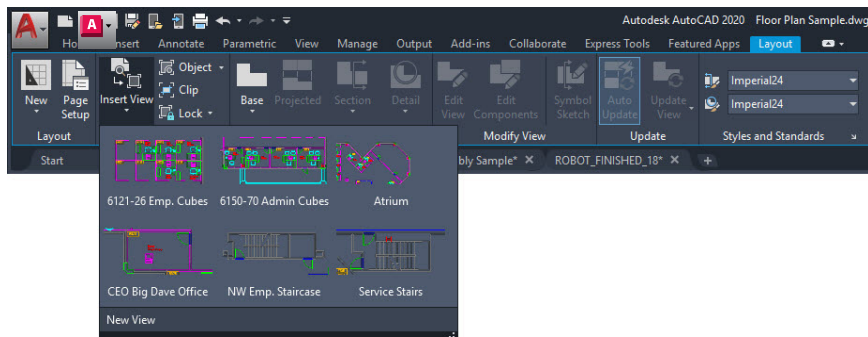 A A Autodesk AutoCAD 2020 Floor Plan Sample.dwg
Insert Annotate Parametric View Manage Output Add-ins Collaborate Express Tools Featured Apps Layout
New Page Setup Insert View Object Clip Lock Base Projected Section Detail Edit View Edit Components Symbol Sketch Auto Update Update View Imperial24 Imperial24
Layout Modify View Update Styles and Standards
Start bly Sample* ROBOT_FINISHED_18*
6121-26 Emp. Cubes 6150-70 Admin Cubes Atrium
CEO Big Dave Office NW Emp. Staircase Service Stairs
New View